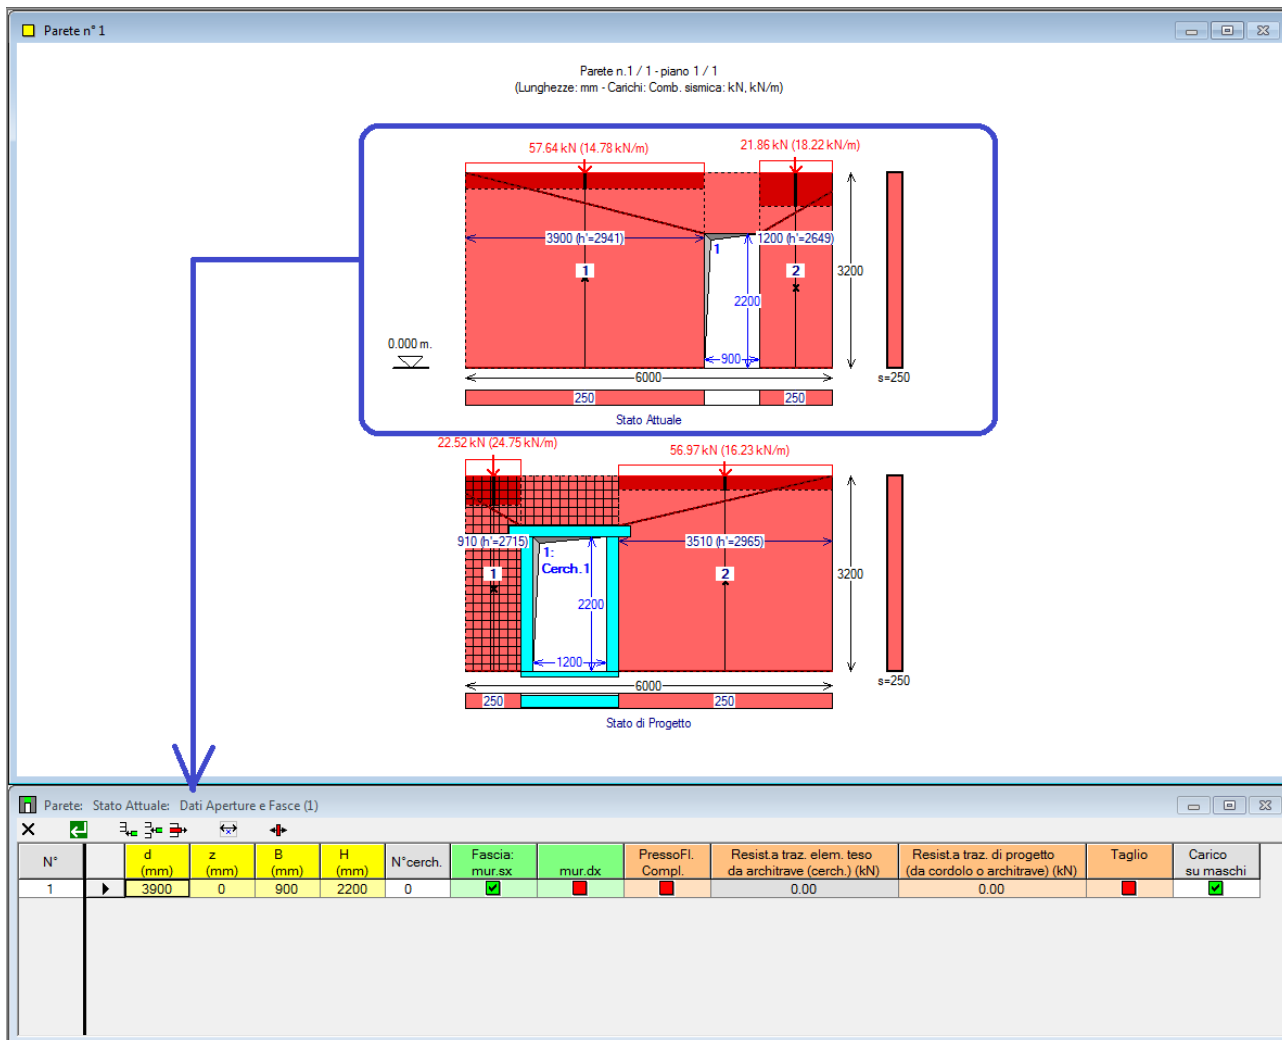 Parete n° 1
Parete n.1 / 1 - piano 1 / 1
(Lunghezze: mm - Carichi: Comb. sismica: kN, kN/m)
57.64 kN (14.78 kN/m)
21.86 kN (18.22 kN/m)
3900 (h'=2941)
1
1200 (h'=2649)
1
2
3200
2200
0.000 m.
900
6000
s=250
250
250
Stato Attuale
22.52 kN (24.75 kN/m)
56.97 kN (16.23 kN/m)
910 (h'=2715)
3510 (h'=2965)
1:
Cerch.1
1
2
3200
2200
1200
6000
s=250
250
250
Stato di Progetto
Parete: Stato Attuale: Dati Aperture e Fasce (1)
N° d (mm) z (mm) B (mm) H (mm) N°cerch. Fascia: mur.sx mur.dx PressoFl. Compl. Resist.a traz. elem. teso da architrave (cerch.) (kN) Resist.a traz. di progetto (da cordolo o architrave) (kN) Taglio Carico su maschi
1 3900 0 900 2200 0 0.00 0.00